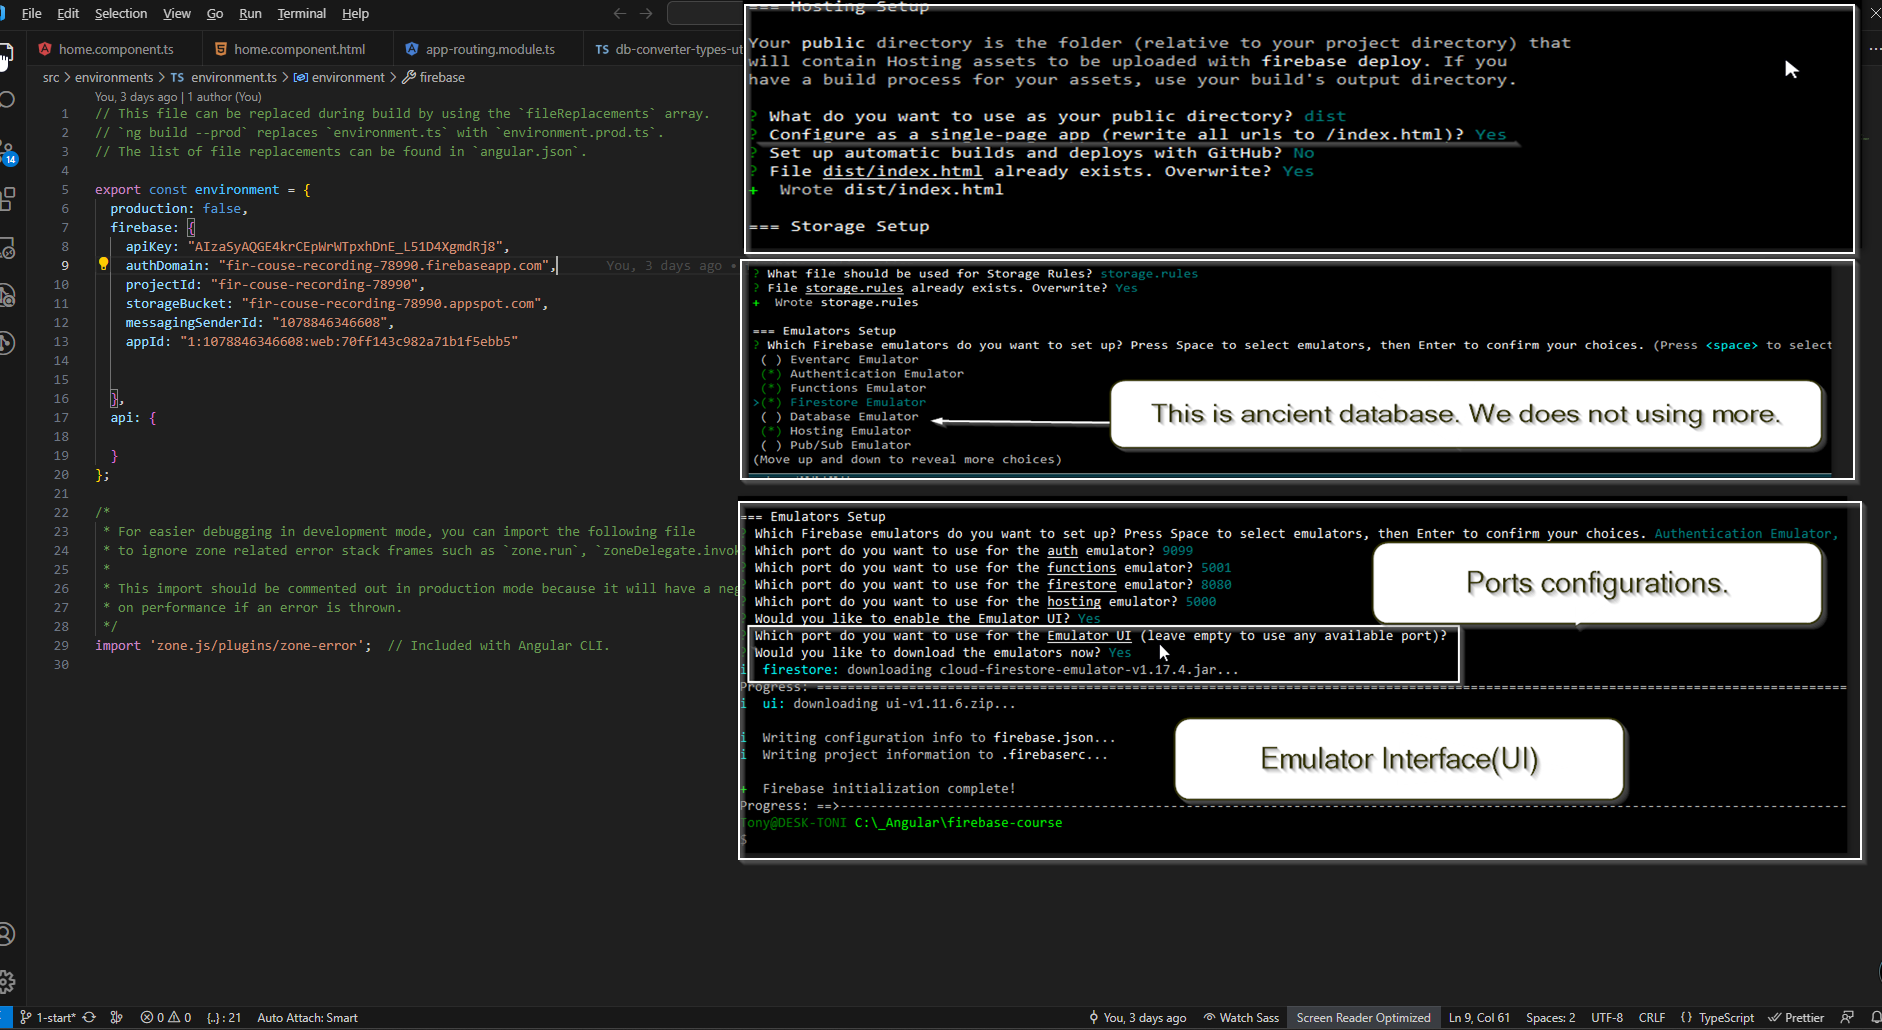 File Edit Selection View Go Run Terminal Help
home.component.ts home.component.html app-routing.module.ts TS db-converter-types-ut
src > environments > TS environment.ts > environment > firebase
You, 3 days ago | 1 author (You)
1 // This file can be replaced during build by using the `fileReplacements` array.
2 // `ng build --prod` replaces `environment.ts` with `environment.prod.ts`.
3 // The list of file replacements can be found in `angular.json`.
4
5 export const environment = {
6 production: false,
7 firebase: {
8 apiKey: "AIzaSyAQGE4krCEpWrWTpxhDnE_L51D4XgmdRj8",
9 authDomain: "fir-couse-recording-78990.firebaseapp.com", You, 3 days ago •
10 projectId: "fir-couse-recording-78990",
11 storageBucket: "fir-couse-recording-78990.appspot.com",
12 messagingSenderId: "1078846346608",
13 appId: "1:1078846346608:web:70ff143c982a71b1f5ebb5"
14
15
16 },
17 api: {
18
19 }
20 };
21
22 /*
23 * For easier debugging in development mode, you can import the following file
24 * to ignore zone related error stack frames such as `zone.run`, `zoneDelegate.invok
25 *
26 * This import should be commented out in production mode because it will have a neg
27 * on performance if an error is thrown.
28 */
29 import 'zone.js/plugins/zone-error'; // Included with Angular CLI.
30
=== Hosting Setup
Your public directory is the folder (relative to your project directory) that
will contain Hosting assets to be uploaded with firebase deploy. If you
have a build process for your assets, use your build's output directory.
? What do you want to use as your public directory? dist
? Configure as a single-page app (rewrite all urls to /index.html)? Yes
? Set up automatic builds and deploys with GitHub? No
? File dist/index.html already exists. Overwrite? Yes
+ Wrote dist/index.html
=== Storage Setup
? What file should be used for Storage Rules? storage.rules
? File storage.rules already exists. Overwrite? Yes
+ Wrote storage.rules
=== Emulators Setup
? Which Firebase emulators do you want to set up? Press Space to select emulators, then Enter to confirm your choices. (Press <space> to select
( ) Eventarc Emulator
(*) Authentication Emulator
(*) Functions Emulator
>(*) Firestore Emulator
( ) Database Emulator
(*) Hosting Emulator
( ) Pub/Sub Emulator
(Move up and down to reveal more choices)
This is ancient database. We does not using more.
=== Emulators Setup
? Which Firebase emulators do you want to set up? Press Space to select emulators, then Enter to confirm your choices. Authentication Emulator,
Which port do you want to use for the auth emulator? 9099
Which port do you want to use for the functions emulator? 5001
Which port do you want to use for the firestore emulator? 8080
Which port do you want to use for the hosting emulator? 5000
Would you like to enable the Emulator UI? Yes
Which port do you want to use for the Emulator UI (leave empty to use any available port)?
Would you like to download the emulators now? Yes
i firestore: downloading cloud-firestore-emulator-v1.17.4.jar...
Progress: ====
i ui: downloading ui-v1.11.6.zip...
i Writing configuration info to firebase.json...
i Writing project information to .firebaserc...
+ Firebase initialization complete!
Progress: ==>----
Tony@DESK-TONI C:\_Angular\firebase-course
$
Ports configurations.
Emulator Interface(UI)
14
1-start* 0 0 {..} : 21 Auto Attach: Smart You, 3 days ago Watch Sass Screen Reader Optimized Ln 9, Col 61 Spaces: 2 UTF-8 CRLF {} TypeScript Prettier